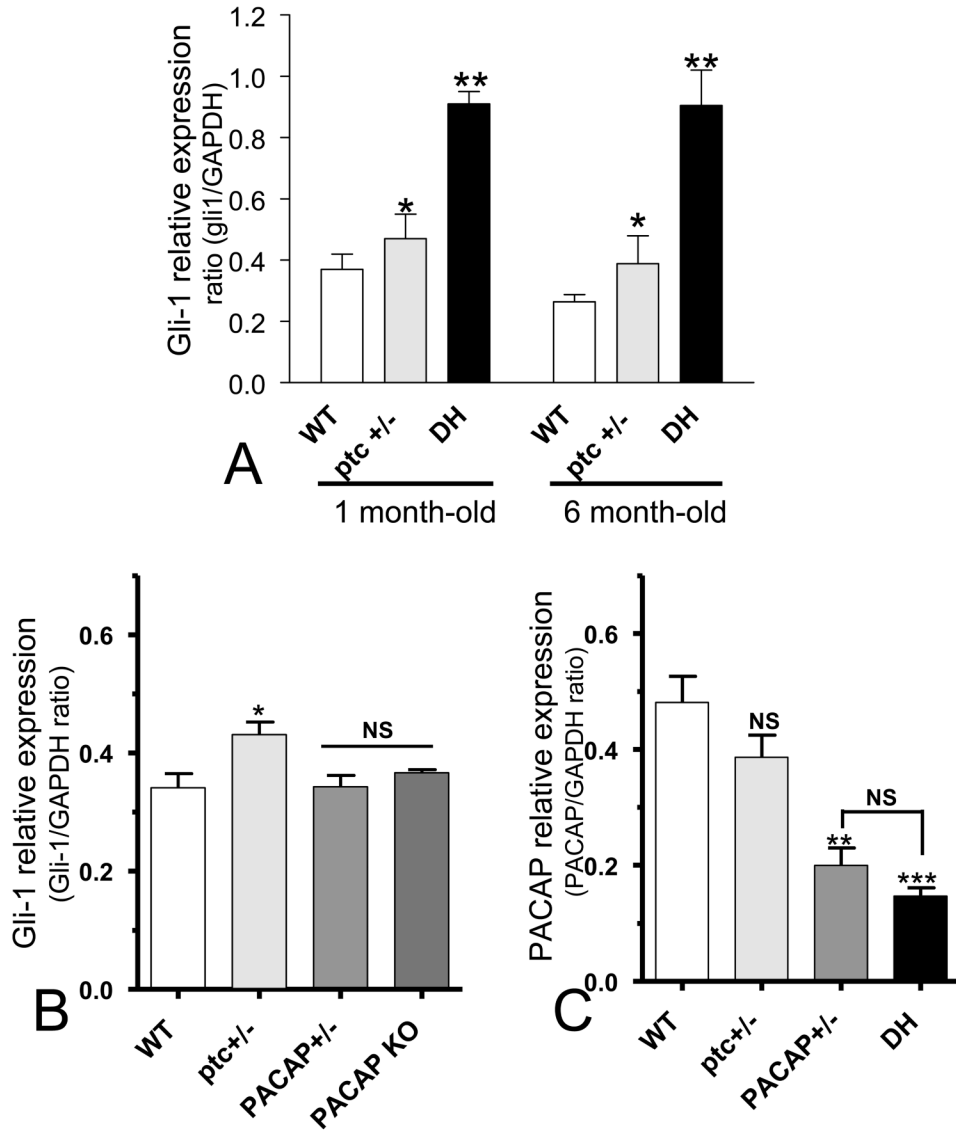 Gli-1 relative expression
ratio (gli1/GAPDH)
1.2
1.0
0.8
0.6
0.4
0.2
0.0
*
**
*
**
WT
ptc +/-
DH
WT
ptc +/-
DH
1 month-old
6 month-old
A
Gli-1 relative expression
(Gli-1/GAPDH ratio)
0.6
0.4
0.2
0.0
*
NS
WT
ptc+/-
PACAP+/-
PACAP KO
B
PACAP relative expression
(PACAP/GAPDH ratio)
0.6
0.4
0.2
0.0
NS
NS
**
***
WT
ptc+/-
PACAP+/-
DH
C